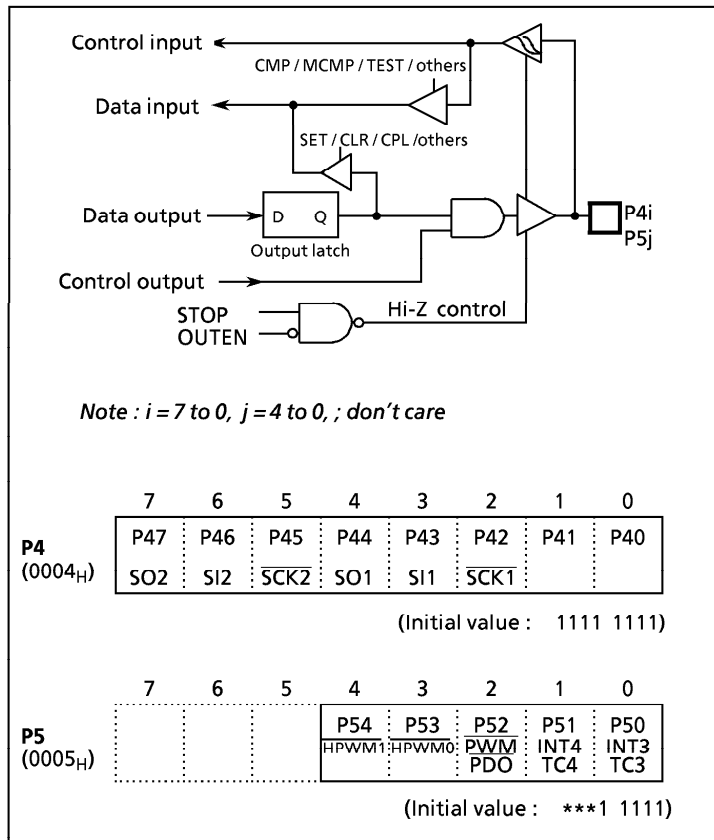 Control input
CMP / MCMP / TEST / others
Data input
SET / CLR / CPL /others
Data output
D Q
P4i
P5j
Output latch
Control output
STOP
OUTEN
Hi-Z control
Note : i = 7 to 0, j = 4 to 0, ; don't care
7 6 5 4 3 2 1 0
P4
(0004H)
P47 P46 P45 P44 P43 P42 P41 P40
SO2 SI2 SCK2 SO1 SI1 SCK1
(Initial value : 1111 1111)
7 6 5 4 3 2 1 0
P5
(0005H)
P54 P53 P52 P51 P50
HPWM1 HPWM0 PWM INT4 INT3
PDO TC4 TC3
(Initial value : ***1 1111)